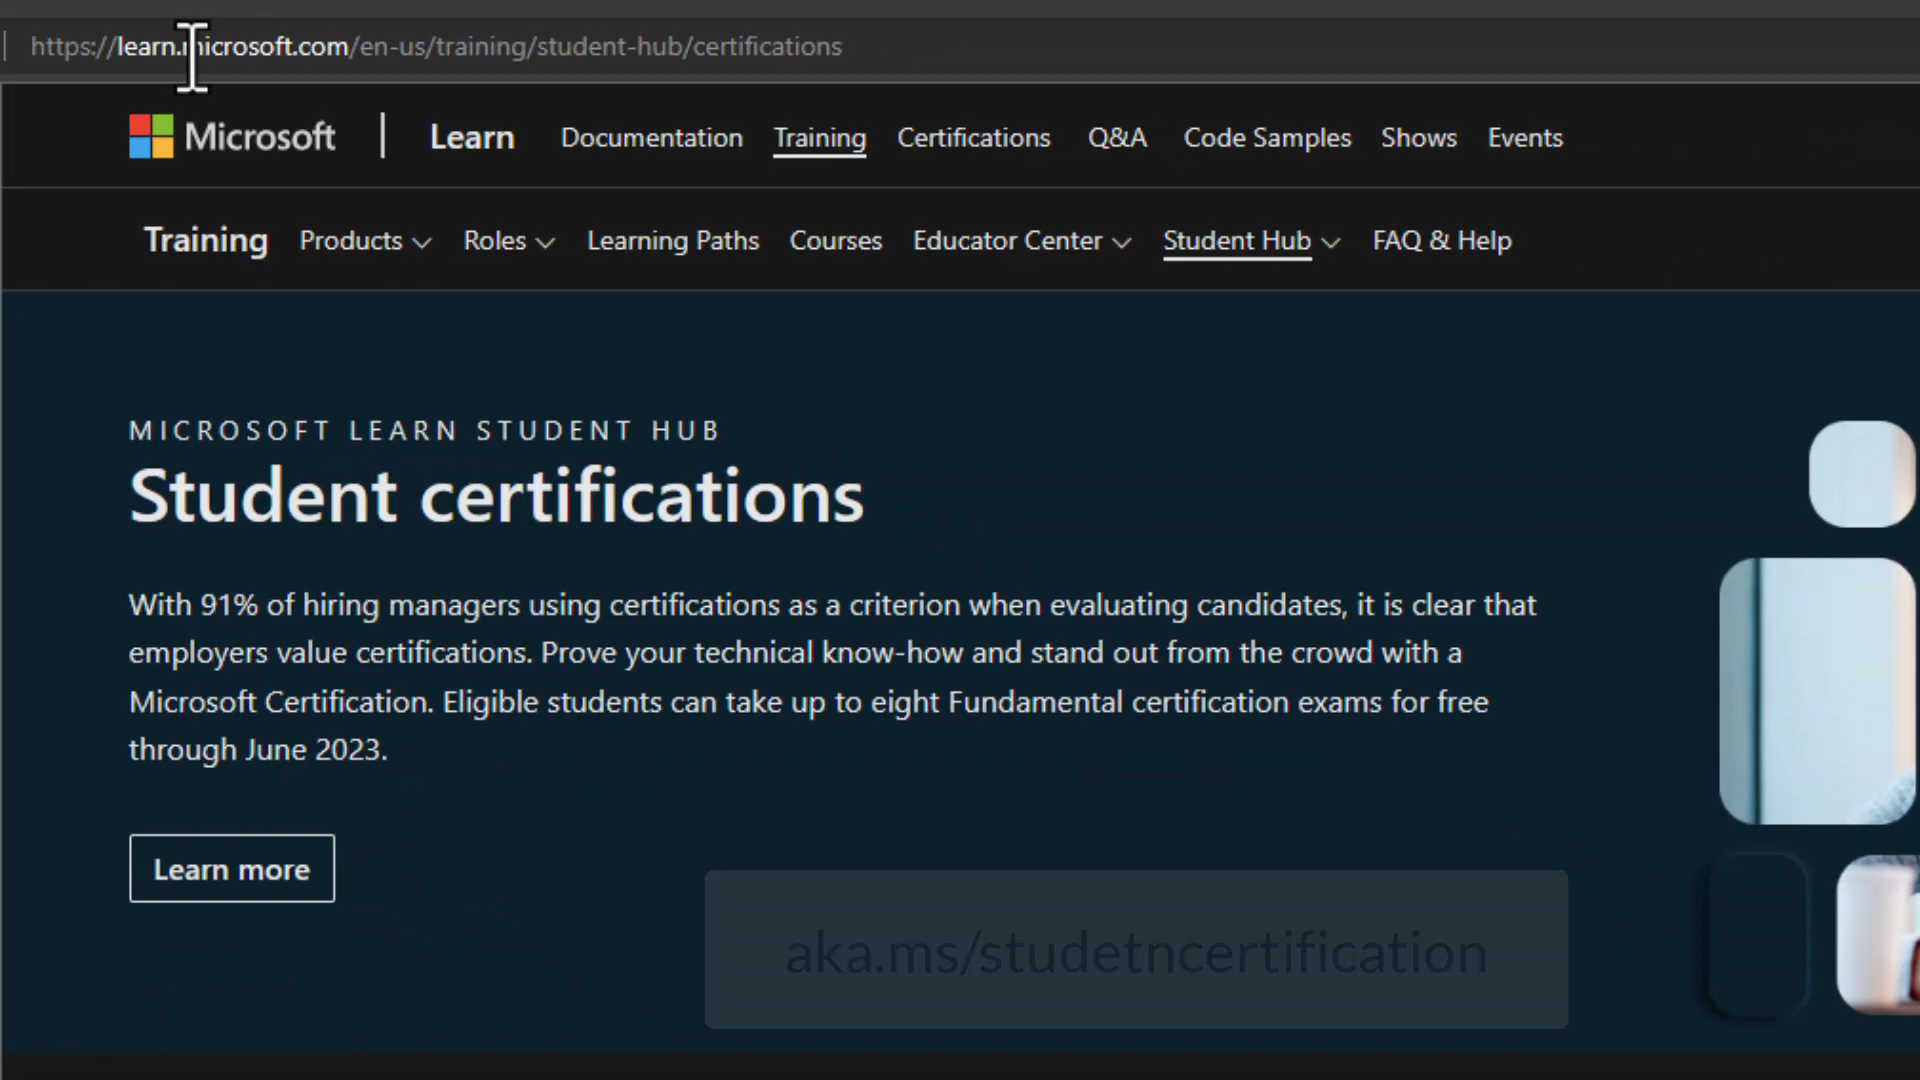 https://learn.microsoft.com/en-us/training/student-hub/certifications
Microsoft
Learn
Documentation
Training
Certifications
Q&A
Code Samples
Shows
Events
Training
Products
Roles
Learning Paths
Courses
Educator Center
Student Hub
FAQ & Help
MICROSOFT LEARN STUDENT HUB
Student certifications
With 91% of hiring managers using certifications as a criterion when evaluating candidates, it is clear that
employers value certifications. Prove your technical know-how and stand out from the crowd with a
Microsoft Certification. Eligible students can take up to eight Fundamental certification exams for free
through June 2023.
Learn more
aka.ms/studetncertification